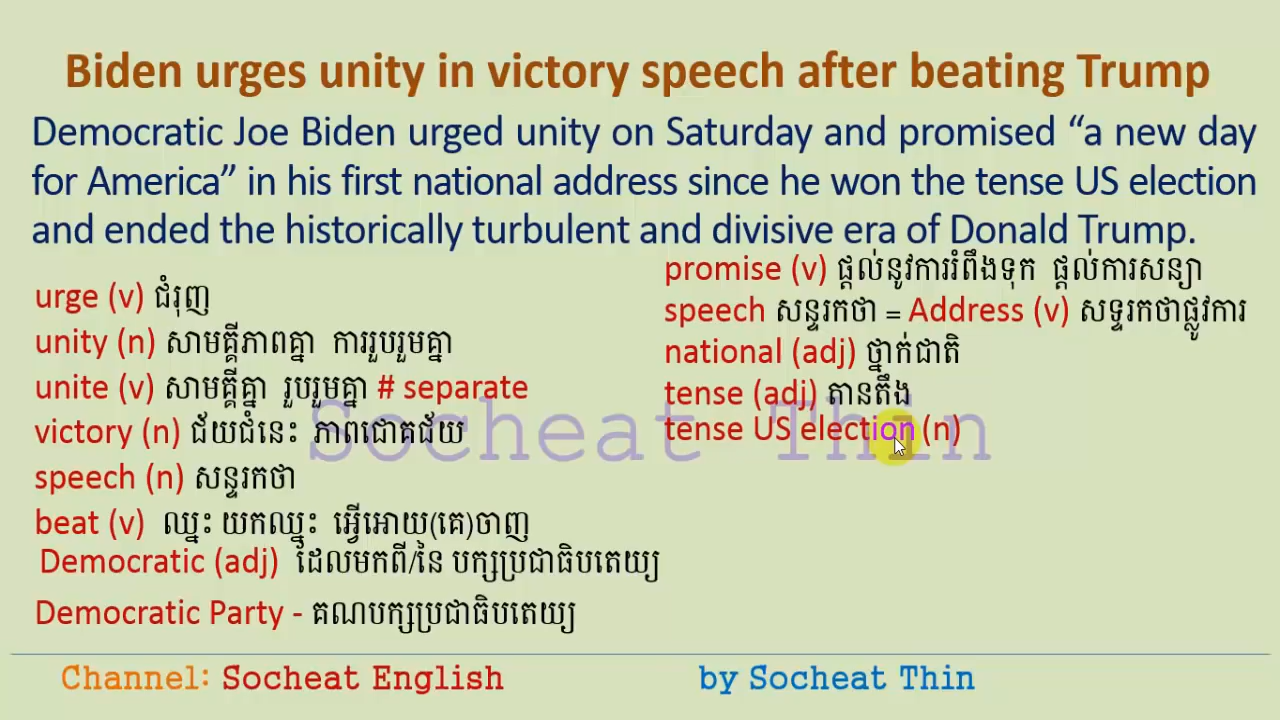 Biden urges unity in victory speech after beating Trump
Democratic Joe Biden urged unity on Saturday and promised “a new day
for America” in his first national address since he won the tense US election
and ended the historically turbulent and divisive era of Donald Trump.
urge (v) ជំរុញ
unity (n) សាមគ្គីភាពគ្នា ការរួបរួមគ្នា
unite (v) សាមគ្គីគ្នា រួបរួមគ្នា # separate
victory (n) ជ័យជំនេះ ភាពជោគជ័យ
speech (n) សន្ទរកថា
beat (v) ឈ្នះ យកឈ្នះ ធ្វើអោយ(គេ)ចាញ
Democratic (adj) ដែលមកពី/នៃ បក្សប្រជាធិបតេយ្យ
Democratic Party - គណបក្សប្រជាធិបតេយ្យ
promise (v) ផ្តល់នូវការរំពឹងទុក ផ្តល់ការសន្យា
speech សន្ទរកថា = Address (v) សទ្ទរកថាផ្លូវការ
national (adj) ថ្នាក់ជាតិ
tense (adj) តានតឹង
tense US election (n)
Socheat Thin
Channel: Socheat English
by Socheat Thin